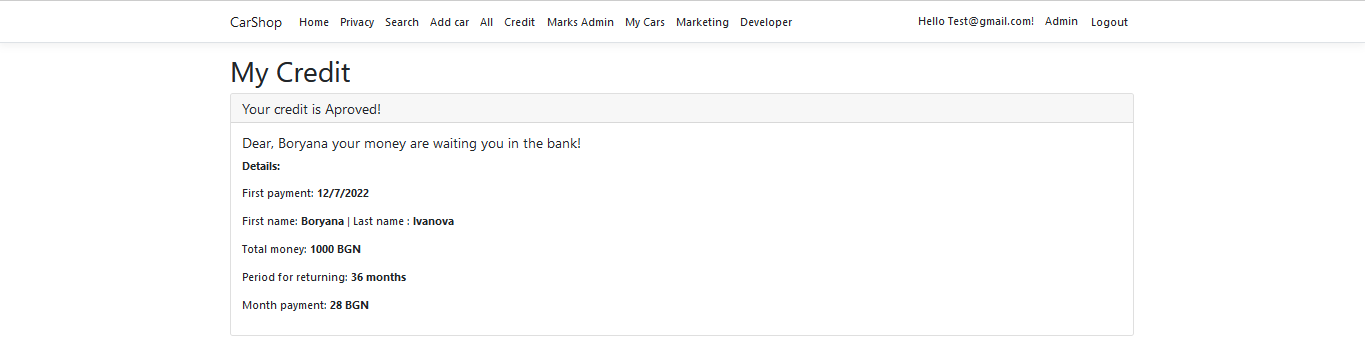 CarShop Home Privacy Search Add car All Credit Marks Admin My Cars Marketing Developer Hello Test@gmail.com! Admin Logout
My Credit
Your credit is Aproved!
Dear, Boryana your money are waiting you in the bank!
Details:
First payment: 12/7/2022
First name: Boryana | Last name : Ivanova
Total money: 1000 BGN
Period for returning: 36 months
Month payment: 28 BGN